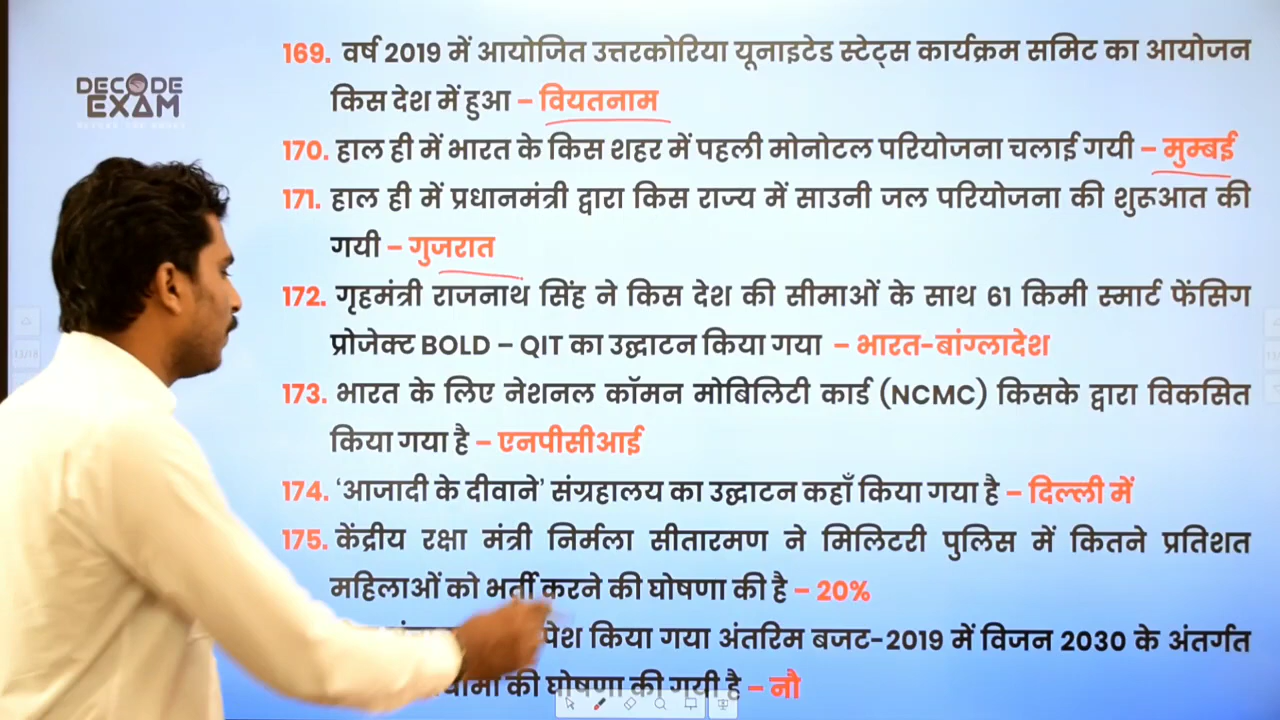 DECODE
EXAM
169. वर्ष 2019 में आयोजित उत्तरकोरिया यूनाइटेड स्टेट्स कार्यक्रम समिट का आयोजन
किस देश में हुआ – वियतनाम
170. हाल ही में भारत के किस शहर में पहली मोनोटल परियोजना चलाई गयी – मुम्बई
171. हाल ही में प्रधानमंत्री द्वारा किस राज्य में साउनी जल परियोजना की शुरूआत की
गयी – गुजरात
172. गृहमंत्री राजनाथ सिंह ने किस देश की सीमाओं के साथ 61 किमी स्मार्ट फेंसिग
प्रोजेक्ट BOLD – QIT का उद्घाटन किया गया – भारत-बांग्लादेश
173. भारत के लिए नेशनल कॉमन मोबिलिटी कार्ड (NCMC) किसके द्वारा विकसित
किया गया है – एनपीसीआई
174. 'आजादी के दीवाने' संग्रहालय का उद्घाटन कहाँ किया गया है – दिल्ली में
175. केंद्रीय रक्षा मंत्री निर्मला सीतारमण ने मिलिटरी पुलिस में कितने प्रतिशत
महिलाओं को भर्ती करने की घोषणा की है – 20%
पेश किया गया अंतरिम बजट-2019 में विजन 2030 के अंतर्गत
की घोषणा की गयी है – नौ